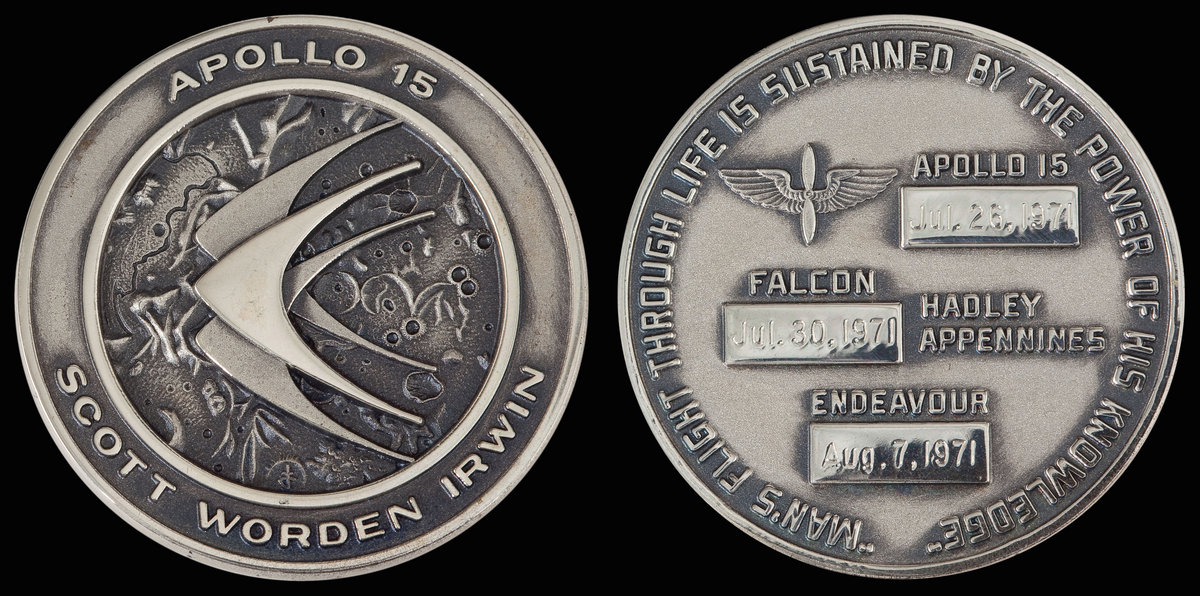 APOLLO 15
SCOTT WORDEN IRWIN
"MAN'S FLIGHT THROUGH LIFE IS SUSTAINED BY THE POWER OF HIS KNOWLEDGE"
APOLLO 15
Jul. 26, 1971
FALCON
Jul. 30, 1971
HADLEY
APPENNINES
ENDEAVOUR
Aug. 7, 1971